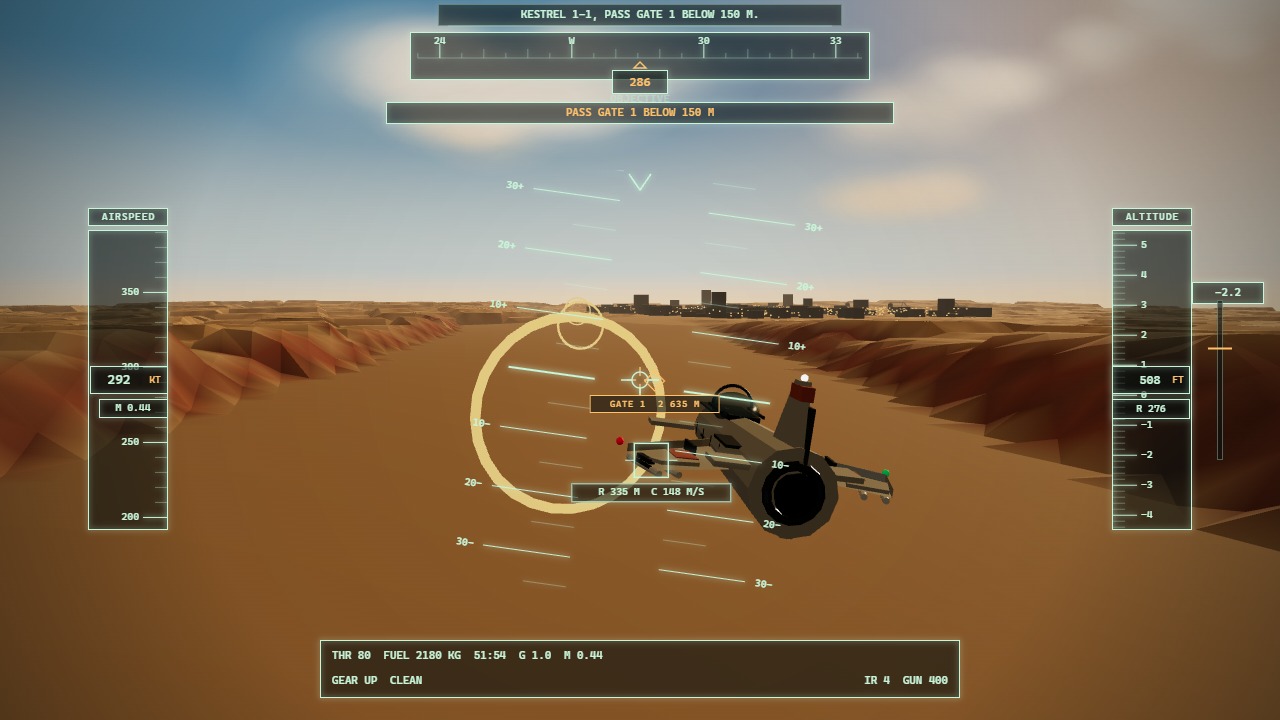 KESTREL 1-1, PASS GATE 1 BELOW 150 M.
24 W 30 33
286
PASS GATE 1 BELOW 150 M
AIRSPEED
350
300
292 KT
M 0.44
250
200
ALTITUDE
5
4
3
2
1
508 FT
0
R 276
-1
-2
-3
-4
-2.2
30+ 30+
20+ 20+
10+ 10+
10- 10-
20- 20-
30- 30-
GATE 1 2 635 M
R 335 M C 148 M/S
THR 80 FUEL 2180 KG 51:54 G 1.0 M 0.44
GEAR UP CLEAN IR 4 GUN 400